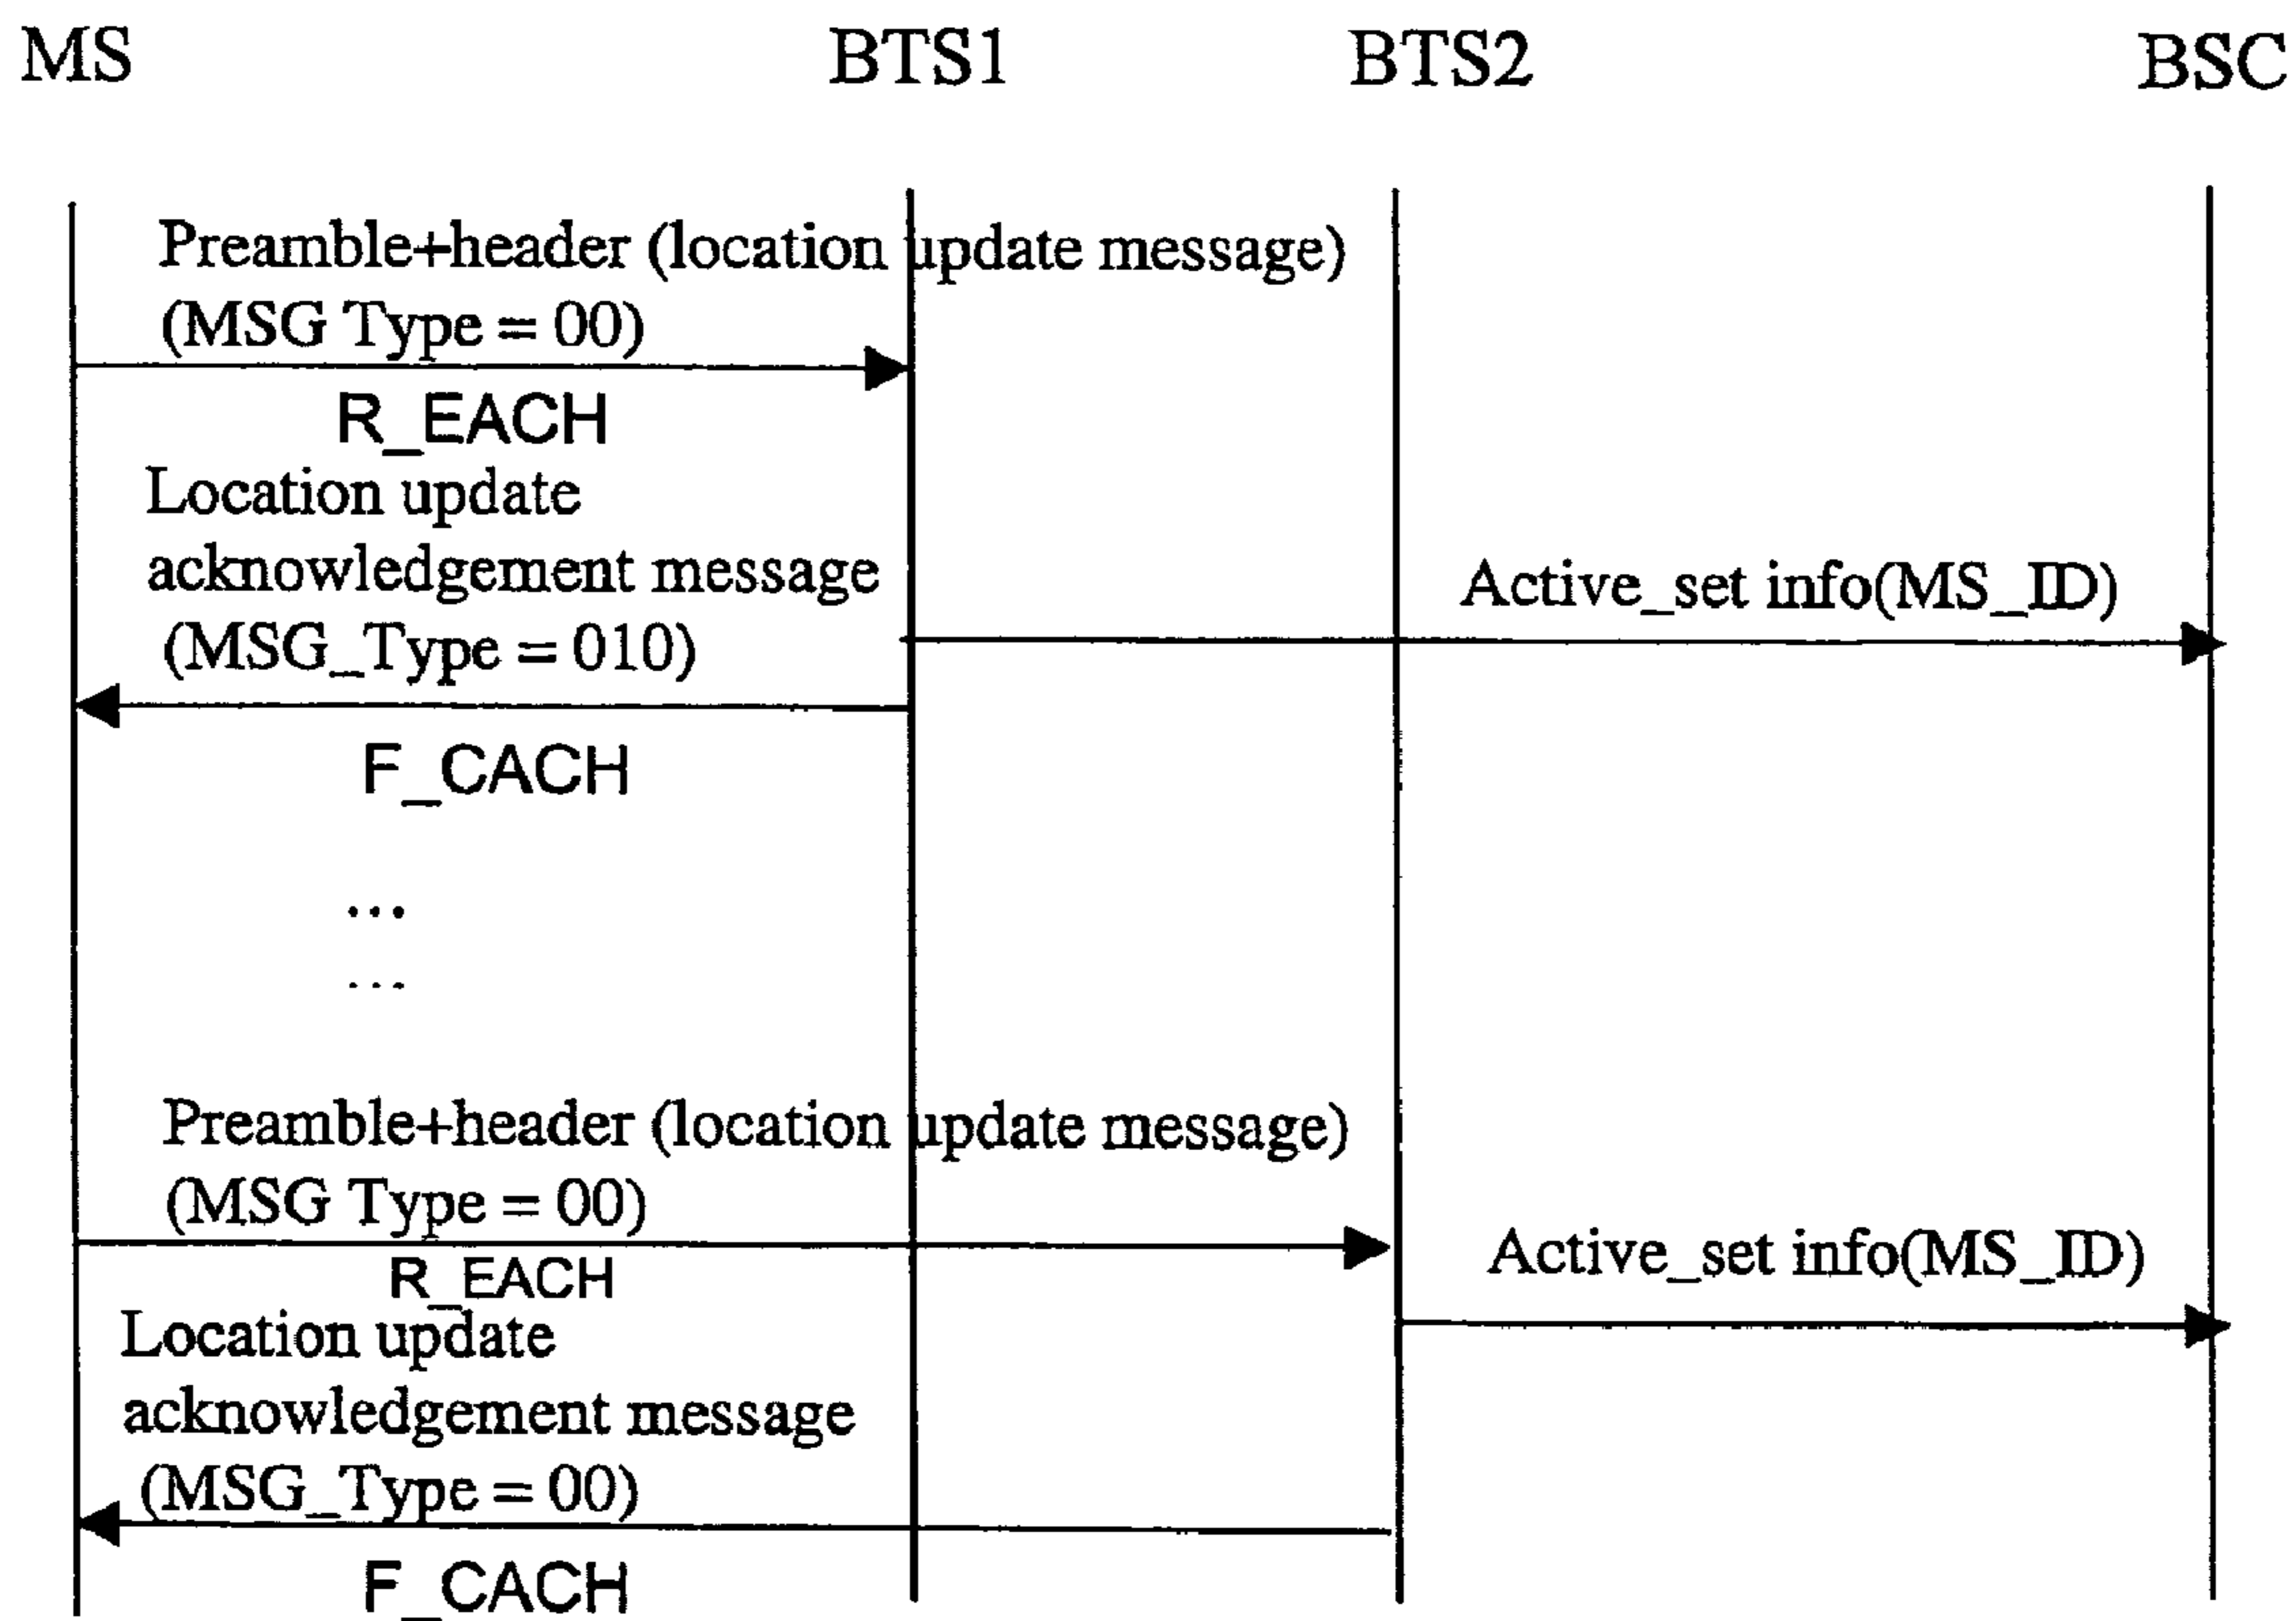 MS BTS1 BTS2 BSC
Preamble+header (location update message)
(MSG Type = 00)
R_EACH
Location update
acknowledgement message
Active_set info(MS_ID)
(MSG_Type = 010)
F_CACH
...
...
Preamble+header (location update message)
(MSG Type = 00)
Active_set info(MS_ID)
R_EACH
Location update
acknowledgement message
(MSG_Type = 00)
F_CACH